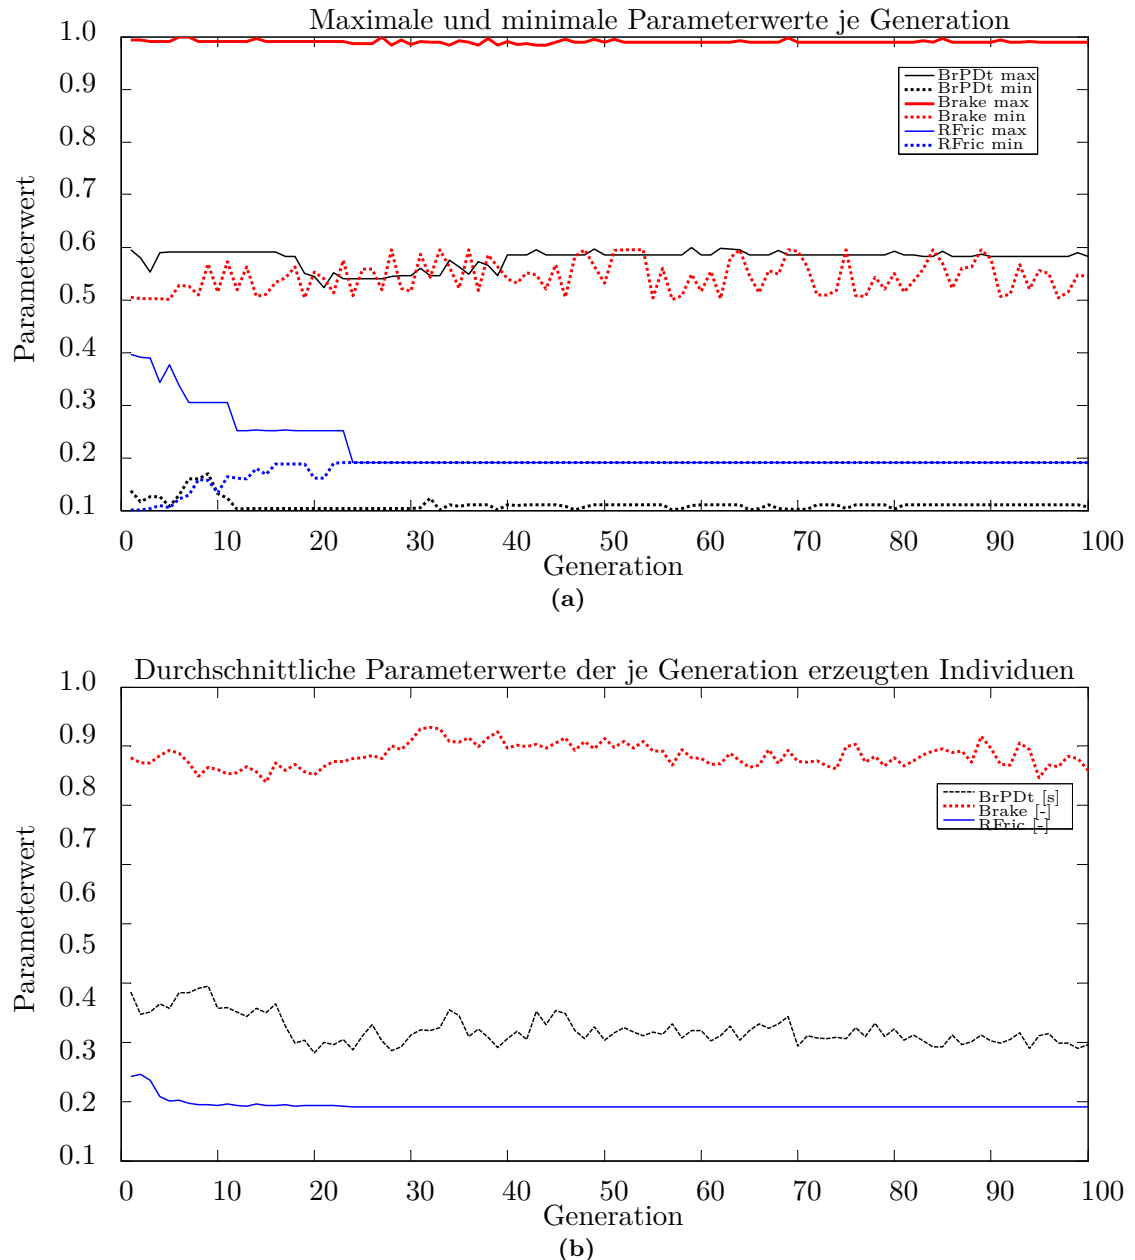 Maximale und minimale Parameterwerte je Generation
1.0
0.9
0.8
0.7
0.6
0.5
0.4
0.3
0.2
0.1
Parameterwert
BrPDt max
BrPDt min
Brake max
Brake min
RFric max
RFric min
0 10 20 30 40 50 60 70 80 90 100
Generation
(a)
Durchschnittliche Parameterwerte der je Generation erzeugten Individuen
1.0
0.9
0.8
0.7
0.6
0.5
0.4
0.3
0.2
0.1
Parameterwert
BrPDt [s]
Brake [-]
RFric [-]
0 10 20 30 40 50 60 70 80 90 100
Generation
(b)